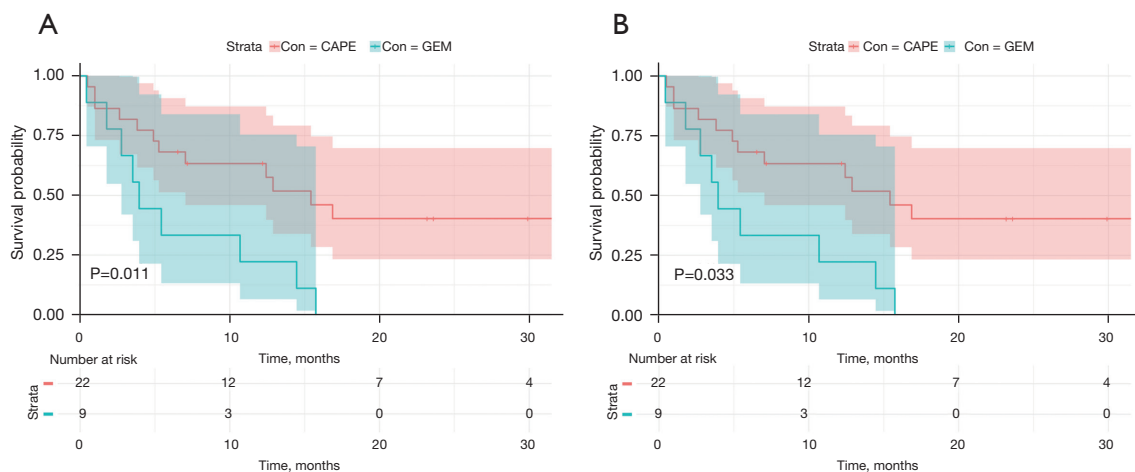 A
Strata Con = CAPE Con = GEM
Survival probability
1.00
0.75
0.50
0.25
0.00
P=0.011
0 10 20 30
Time, months
Number at risk
Strata
22 12 7 4
9 3 0 0
0 10 20 30
Time, months
B
Strata Con = CAPE Con = GEM
Survival probability
1.00
0.75
0.50
0.25
0.00
P=0.033
0 10 20 30
Time, months
Number at risk
Strata
22 12 7 4
9 3 0 0
0 10 20 30
Time, months